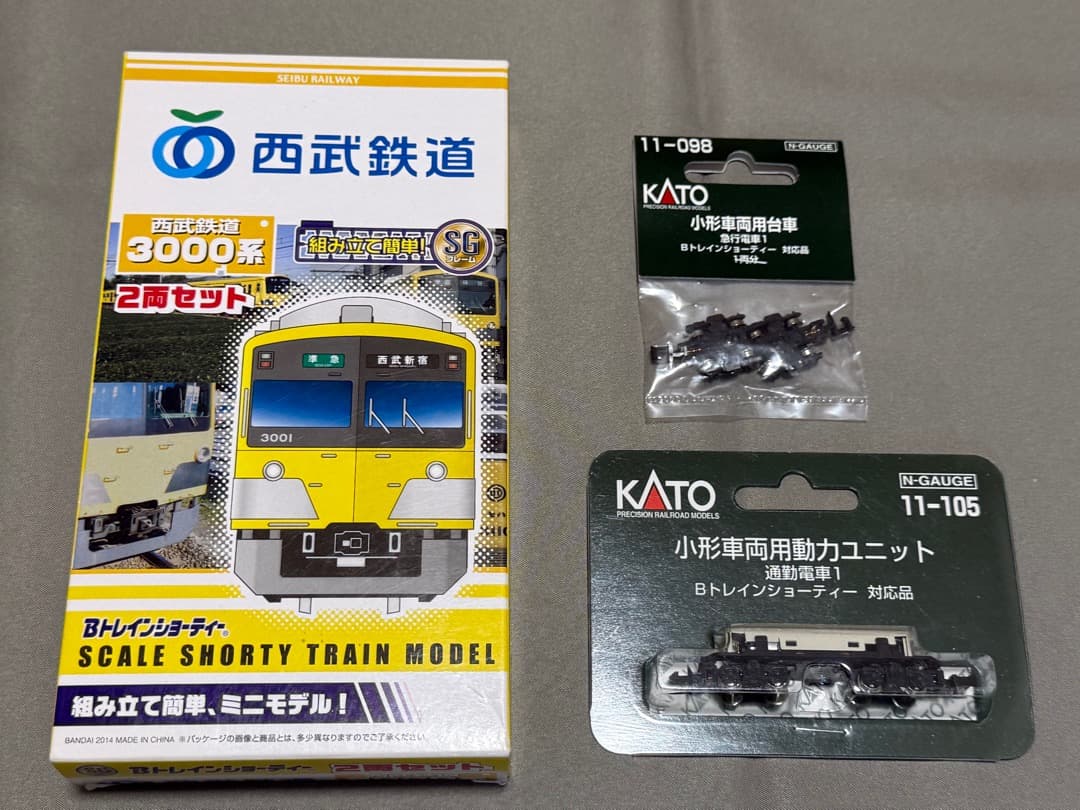 SEIBU RAILWAY
西武鉄道
西武鉄道
3000系
組み立て簡単!
SG
フレーム
2両セット
準急
西武新宿
3001
Bトレインショーティー®
SCALE SHORTY TRAIN MODEL
組み立て簡単、ミニモデル!
BANDAI 2014 MADE IN CHINA ※パッケージの画像と商品とは、多少異なりますのでご了承ください。
SG
Bトレインショーティー
2両セット
11-098
N-GAUGE
KATO
PRECISION RAILROAD MODELS
小形車両用台車
急行電車1
Bトレインショーティー 対応品
1両分
KATO
PRECISION RAILROAD MODELS
N-GAUGE
11-105
小形車両用動力ユニット
通勤電車1
Bトレインショーティー 対応品
KATO